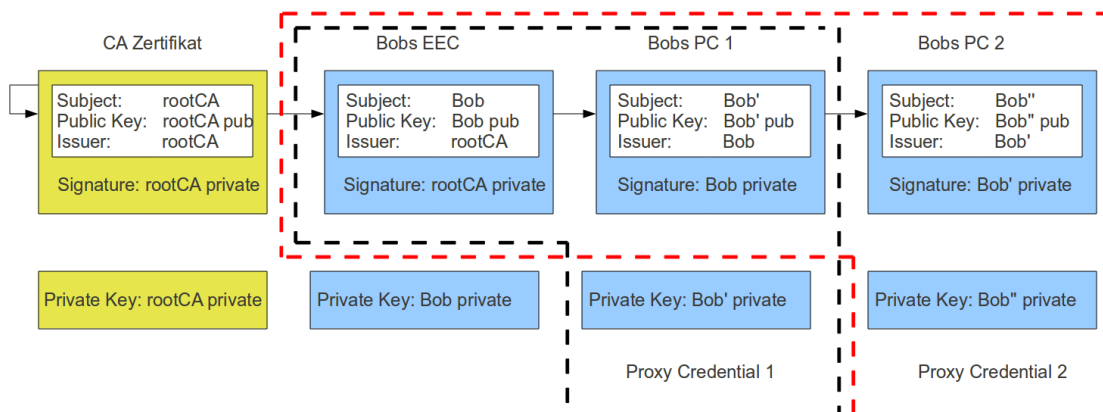 CA Zertifikat
Bobs EEC
Bobs PC 1
Bobs PC 2
Subject: rootCA
Public Key: rootCA pub
Issuer: rootCA
Signature: rootCA private
Subject: Bob
Public Key: Bob pub
Issuer: rootCA
Signature: rootCA private
Subject: Bob'
Public Key: Bob' pub
Issuer: Bob
Signature: Bob private
Subject: Bob''
Public Key: Bob'' pub
Issuer: Bob'
Signature: Bob' private
Private Key: rootCA private
Private Key: Bob private
Private Key: Bob' private
Private Key: Bob'' private
Proxy Credential 1
Proxy Credential 2